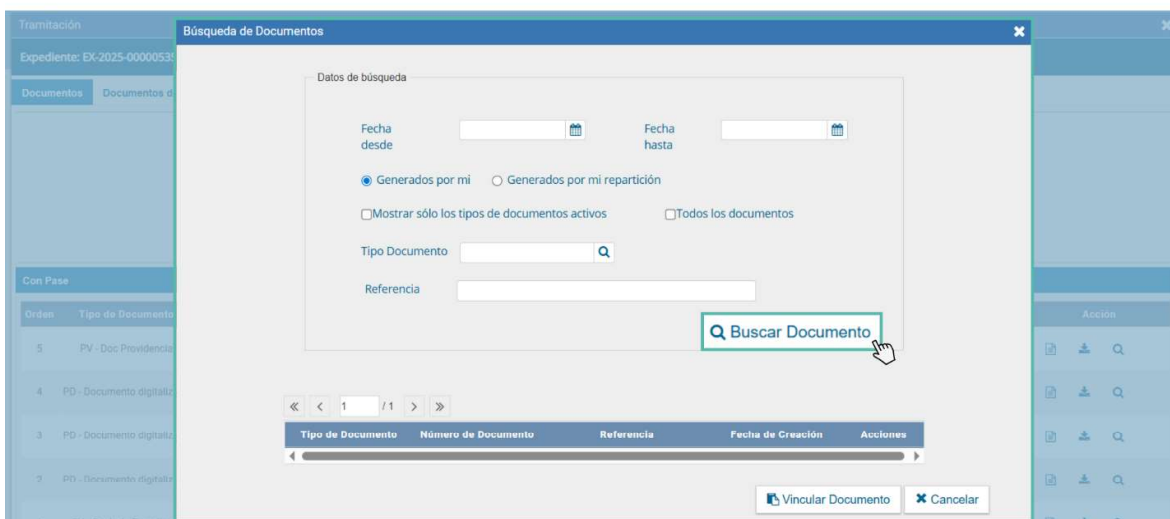 Tramitación
Búsqueda de Documentos
Expediente: EX-2025-0000053
Documentos Documentos d
Datos de búsqueda
Fecha desde
Fecha hasta
Generados por mi Generados por mi repartición
Mostrar sólo los tipos de documentos activos Todos los documentos
Tipo Documento
Referencia
Buscar Documento
Con Pase
Orden Tipo de Documento Acción
5 PV - Doc Providencia
4 PD - Documento digitaliz
3 PD - Documento digitaliz
2 PD - Documento digitaliz
1 / 1
Tipo de Documento Número de Documento Referencia Fecha de Creación Acciones
Vincular Documento Cancelar